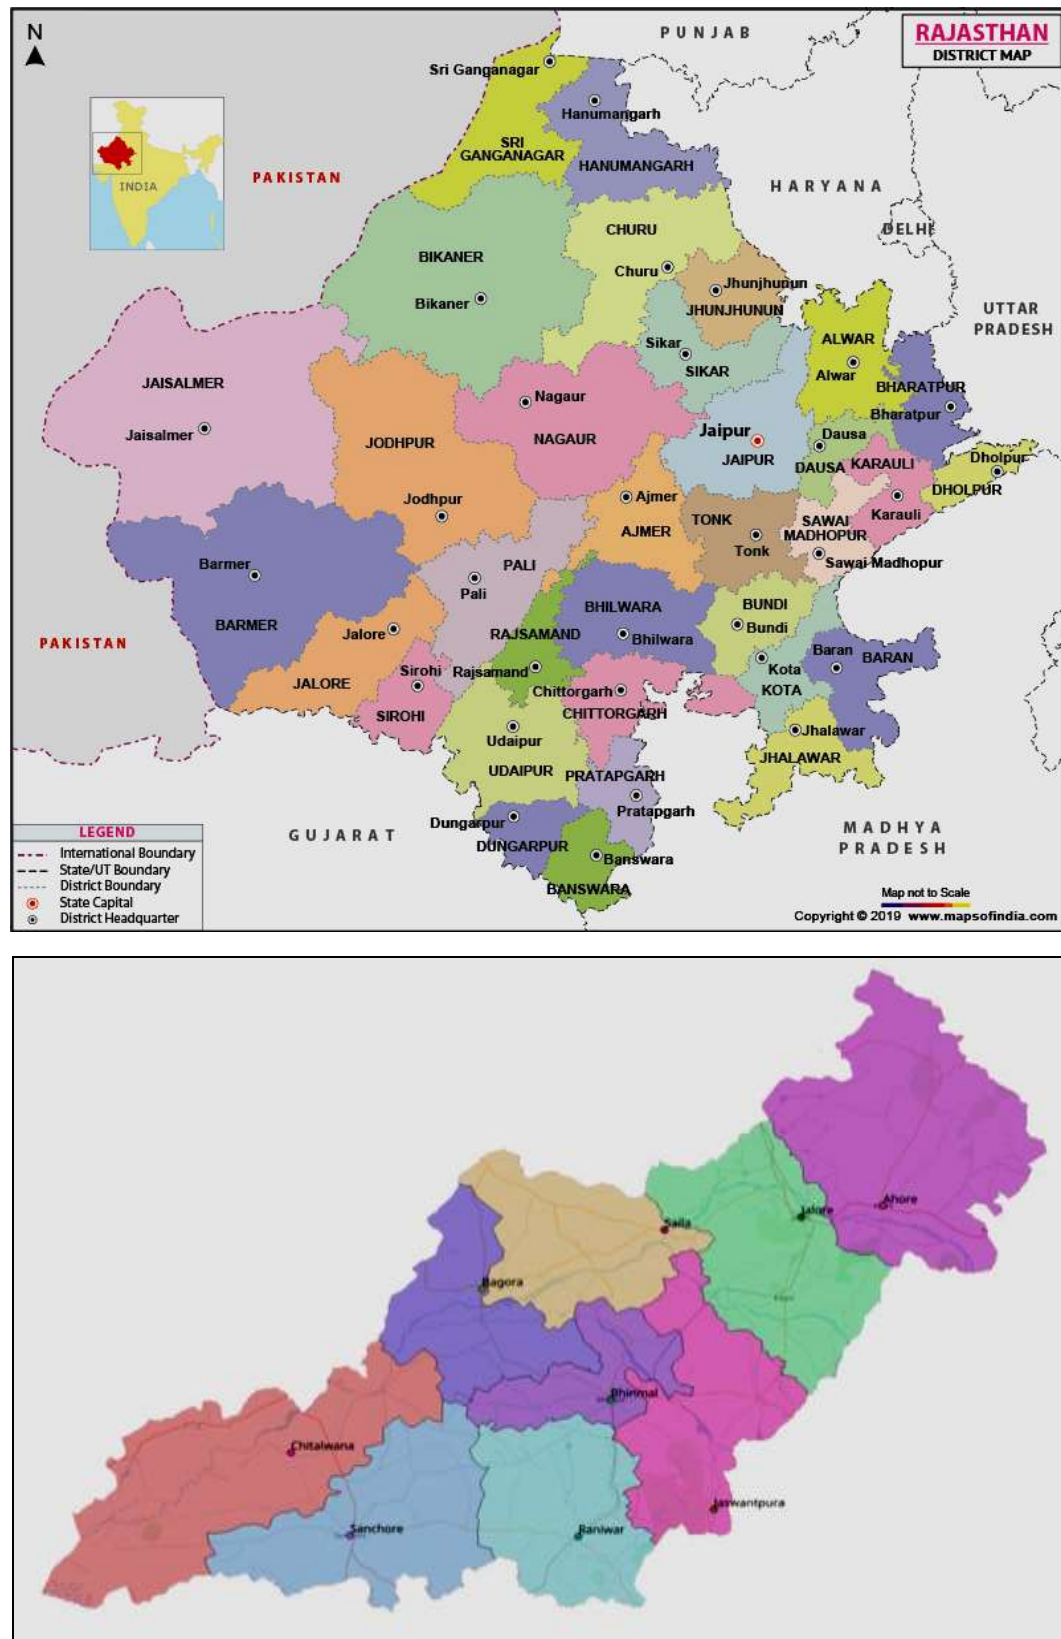 N
PUNJAB
RAJASTHAN
DISTRICT MAP
Sri Ganganagar
Hanumangarh
SRI
GANGANAGAR
HANUMANGARH
PAKISTAN
HARYANA
INDIA
DELHI
CHURU
BIKANER
Churu
Jhunjhunun
Bikaner
JHUNJHUNUN
UTTAR
PRADESH
ALWAR
Sikar
SIKAR
Alwar
JAISALMER
BHARATPUR
Nagaur
Bharatpur
Jaisalmer
JODHPUR
NAGAUR
Jaipur
JAIPUR
Dausa
DAUSA
KARAULI
Dholpur
DHOLPUR
Jodhpur
Ajmer
Karauli
AJMER
TONK
Tonk
SAWAI
MADHOPUR
Sawai Madhopur
Barmer
PALI
Pali
BARMER
BHILWARA
BUNDI
Jalore
RAJSAMAND
Bhilwara
Bundi
PAKISTAN
Baran
BARAN
Sirohi
Rajsamand
Kota
KOTA
JALORE
Chittorgarh
SIROHI
CHITTORGARH
Udaipur
Jhalawar
UDAIPUR
JHALAWAR
PRATAPGARH
Pratapgarh
Dungarpur
GUJARAT
MADHYA
PRADESH
DUNGARPUR
Banswara
BANSWARA
LEGEND
International Boundary
State/UT Boundary
District Boundary
State Capital
District Headquarter
Map not to Scale
Copyright © 2019 www.mapsofindia.com
Ahore
Jalore
Saila
Bagora
Bhinmal
Chitalwana
Jaswantpura
Sanchore
Raniwar